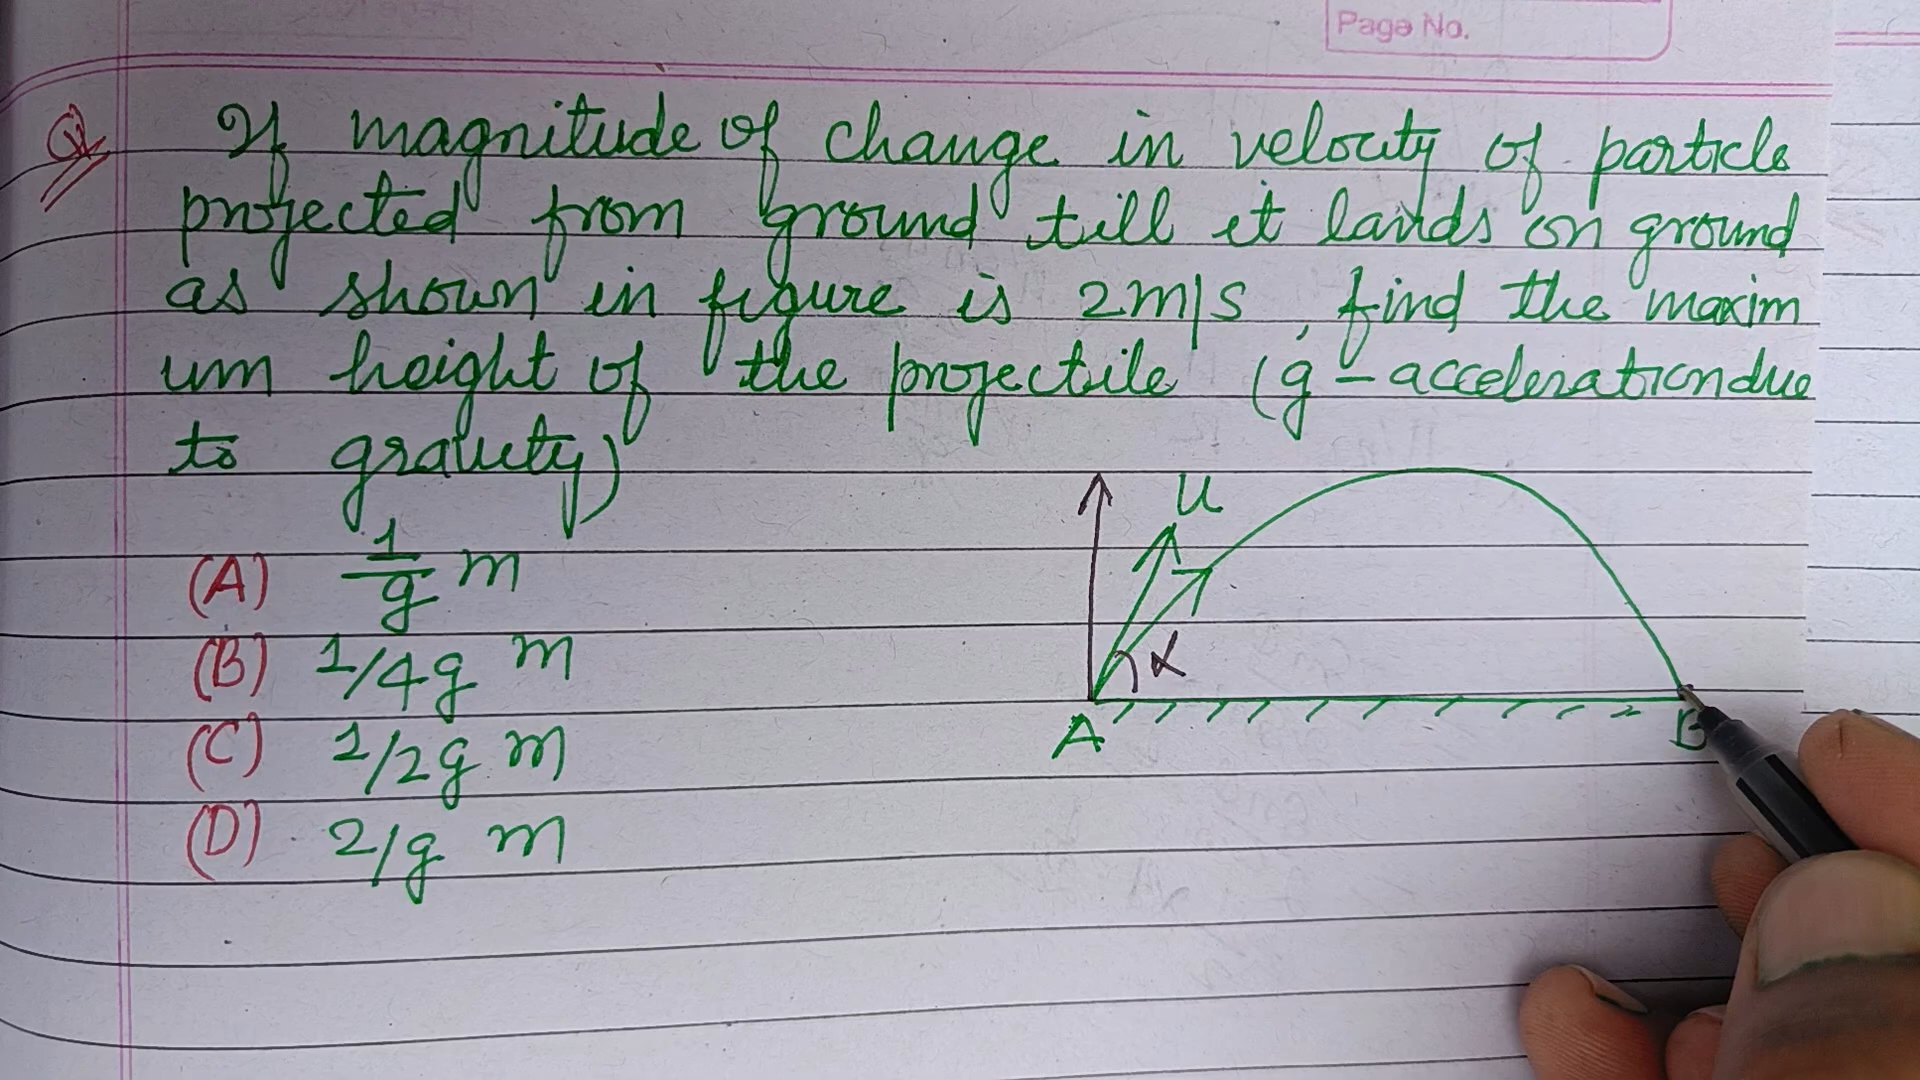 Page No.
Q If magnitude of change in velocity of particle
projected from ground till it lands on ground
as shown in figure is 2m/s, find the maxim
um height of the projectile (g - acceleration due
to gravity)
(A) 1/g m
(B) 1/4g m
(C) 1/2g m
(D) 2/g m
u
α
A
B